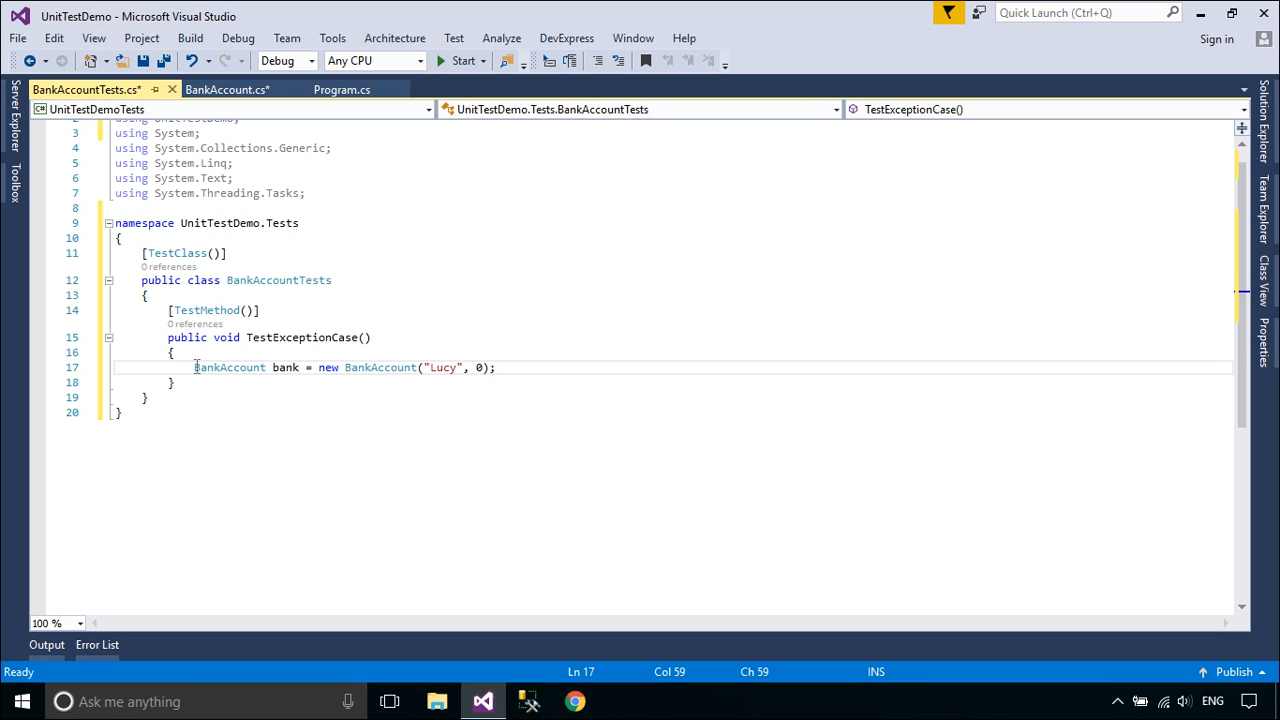 UnitTestDemo - Microsoft Visual Studio
Quick Launch (Ctrl+Q)
File Edit View Project Build Debug Team Tools Architecture Test Analyze DevExpress Window Help
Sign in
Debug Any CPU Start
BankAccountTests.cs* BankAccount.cs* Program.cs
UnitTestDemoTests UnitTestDemo.Tests.BankAccountTests TestExceptionCase()
Server Explorer
Toolbox
2 using UnitTestDemo;
3 using System;
4 using System.Collections.Generic;
5 using System.Linq;
6 using System.Text;
7 using System.Threading.Tasks;
8
9 namespace UnitTestDemo.Tests
10 {
11 [TestClass()]
0 references
12 public class BankAccountTests
13 {
14 [TestMethod()]
0 references
15 public void TestExceptionCase()
16 {
17 BankAccount bank = new BankAccount("Lucy", 0);
18 }
19 }
20 }
Solution Explorer
Team Explorer
Class View
Properties
100 %
Output Error List
Ready Ln 17 Col 59 Ch 59 INS Publish
Ask me anything
ENG